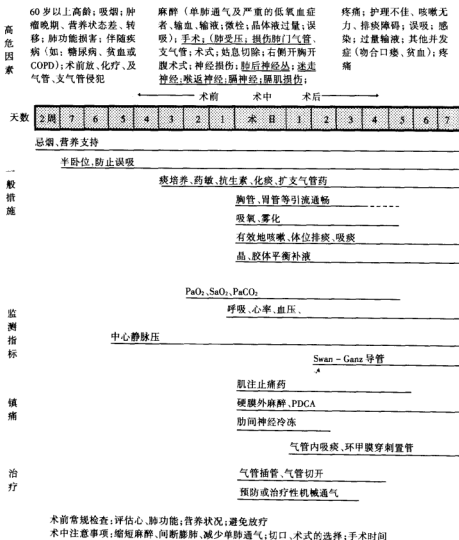 高危因素
60 岁以上高龄;吸烟;肿
瘤晚期、营养状态差、转
移;肺功能损害;伴随疾
病(如:糖尿病、贫血或
COPD);术前放、化疗、及
气管、支气管侵犯
麻醉(单肺通气及严重的低氧血症
者、输血、输液;微栓;晶体液过量;误
吸);手术:(肺受压;损伤肺门气管、
支气管;术式;姑息切除;右侧开胸开
腹术式;神经损伤;肺后神经丛;迷走
神经;喉返神经;膈神经;膈肌损伤;
疼痛;护理不佳、咳嗽无
力、排痰障碍;误吸;感
染;过量输液;其他并发
症(吻合口瘘、贫血);疼
痛
术前 术中 术后
天数 2周 7 6 5 4 3 2 1 术 日 1 2 3 4 5 6 7
一般措施
忌烟、营养支持
半卧位,防止误吸
痰培养、药敏、抗生素、化痰、扩支气管药
胸管、胃管等引流通畅
吸氧、雾化
有效地咳嗽、体位排痰、吸痰
晶、胶体平衡补液
监测指标
PaO₂、SaO₂、PaCO₂
呼吸、心率、血压、
中心静脉压
Swan-Ganz 导管
镇痛
肌注止痛药
硬膜外麻醉、PDCA
肋间神经冷冻
治疗
气管内吸痰、环甲膜穿刺置管
气管插管、气管切开
预防或治疗性机械通气
术前常规检查:评估心、肺功能;营养状况;避免放疗
术中注意事项:缩短麻醉、间断膨肺、减少单肺通气;切口、术式的选择;手术时间